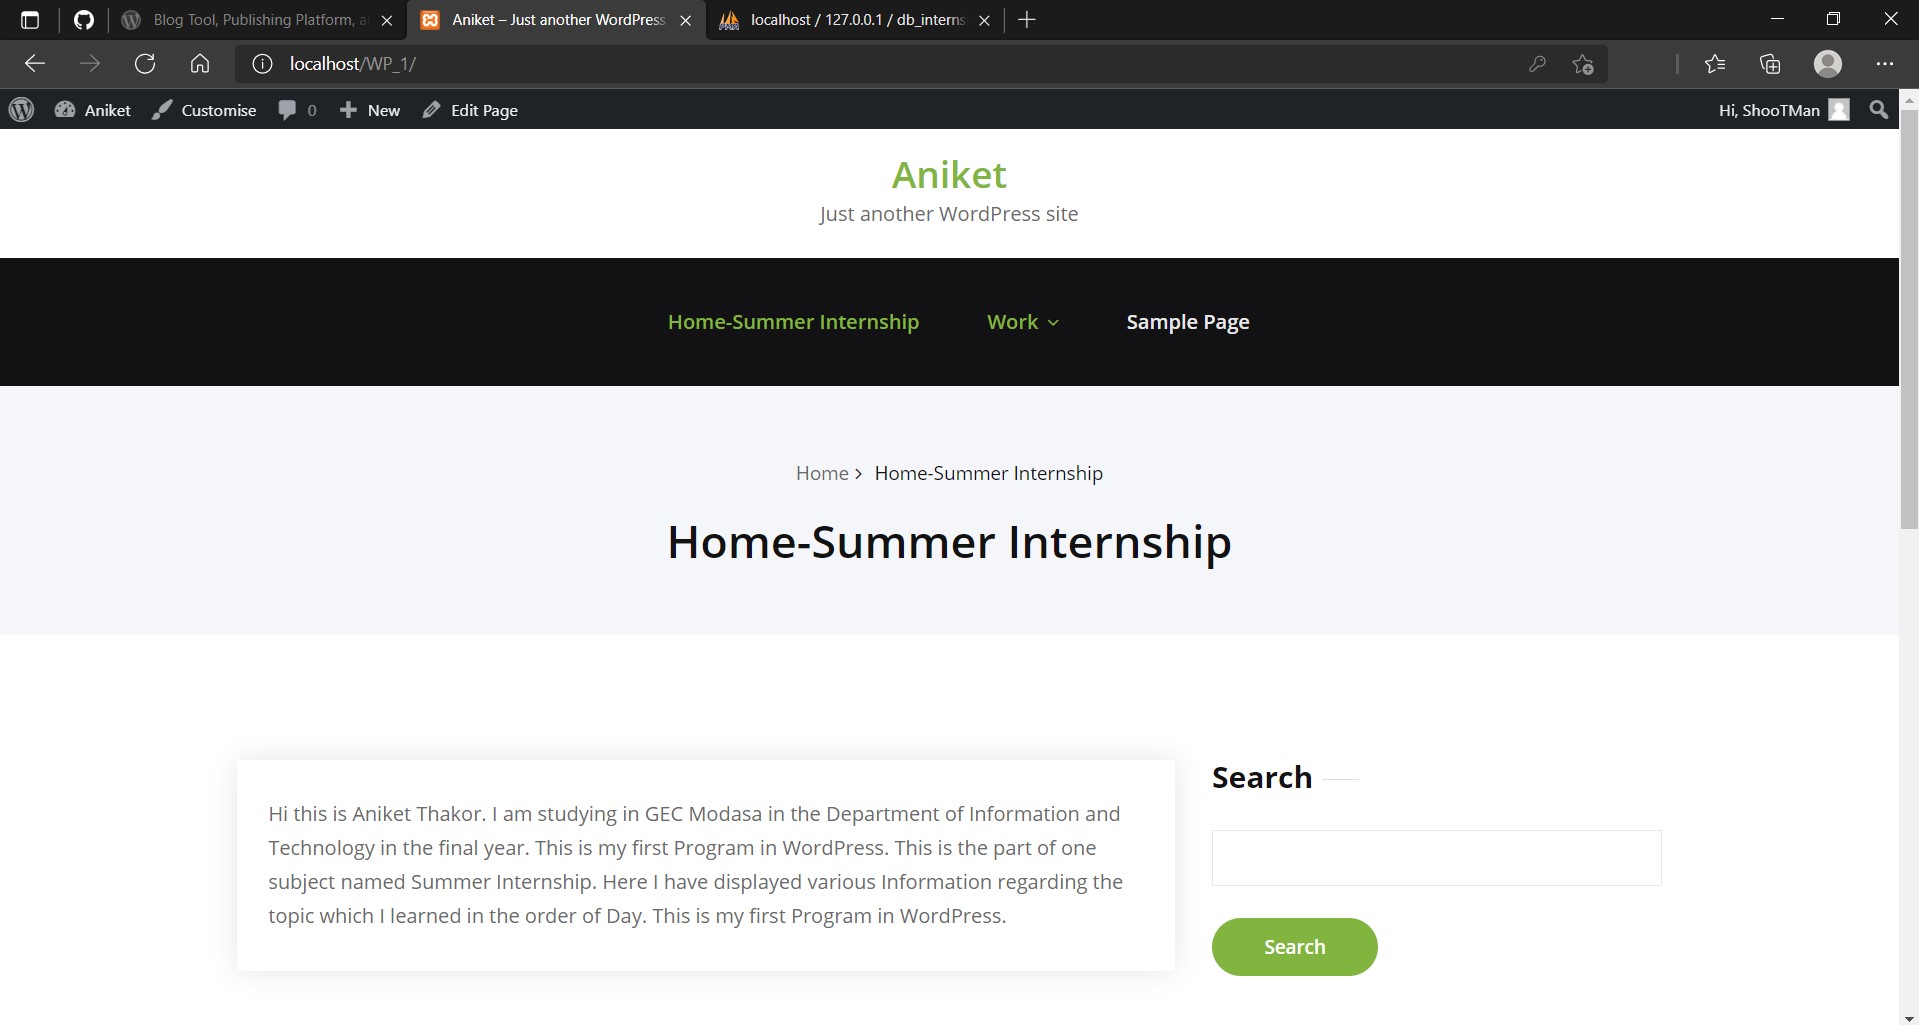 Blog Tool, Publishing Platform,
Aniket – Just another WordPress
localhost / 127.0.0.1 / db_interns
localhost/WP_1/
Aniket
Customise
0
New
Edit Page
Hi, ShooTMan
Aniket
Just another WordPress site
Home-Summer Internship
Work
Sample Page
Home
Home-Summer Internship
Home-Summer Internship
Hi this is Aniket Thakor. I am studying in GEC Modasa in the Department of Information and
Technology in the final year. This is my first Program in WordPress. This is the part of one
subject named Summer Internship. Here I have displayed various Information regarding the
topic which I learned in the order of Day. This is my first Program in WordPress.
Search
Search